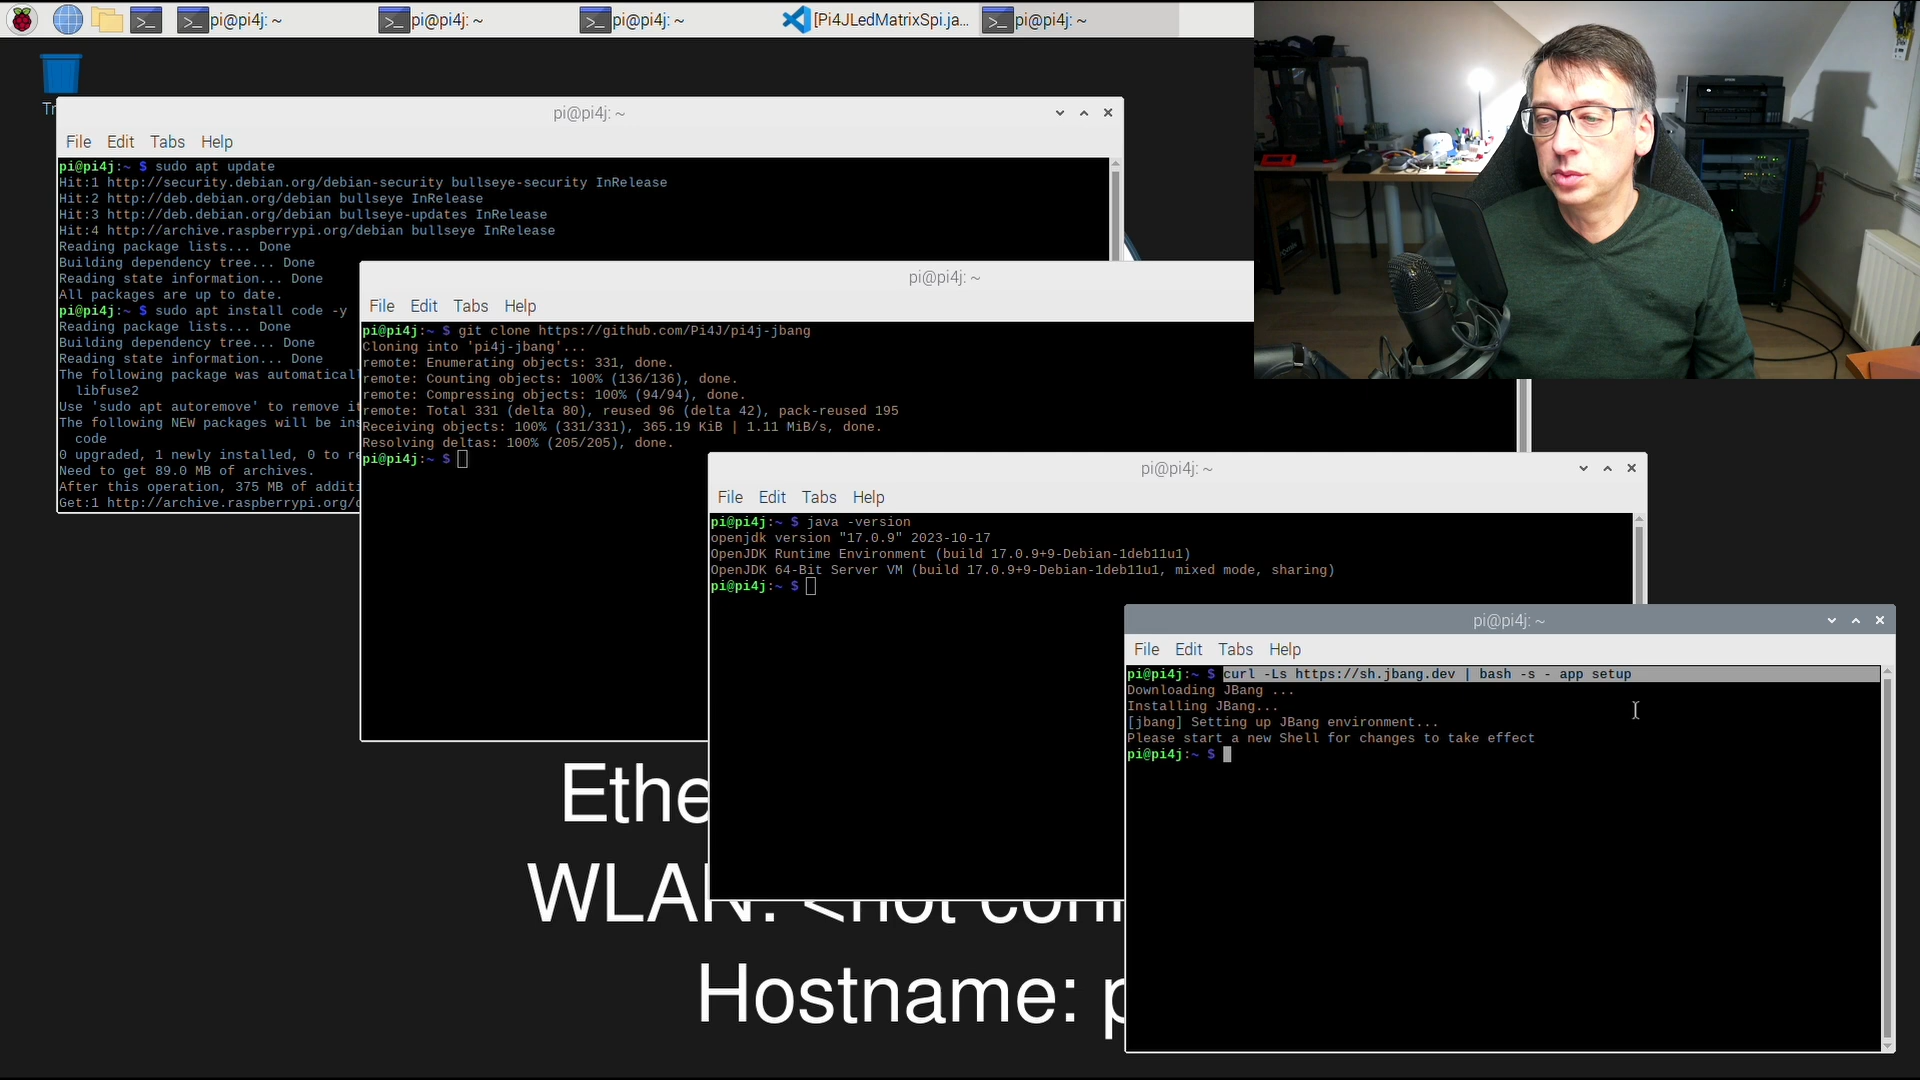 pi@pi4j: ~
pi@pi4j: ~
pi@pi4j: ~
[Pi4JLedMatrixSpi.ja...
pi@pi4j: ~
Tr
pi@pi4j: ~
File Edit Tabs Help
pi@pi4j:~ $ sudo apt update
Hit:1 http://security.debian.org/debian-security bullseye-security InRelease
Hit:2 http://deb.debian.org/debian bullseye InRelease
Hit:3 http://deb.debian.org/debian bullseye-updates InRelease
Hit:4 http://archive.raspberrypi.org/debian bullseye InRelease
Reading package lists... Done
Building dependency tree... Done
Reading state information... Done
All packages are up to date.
pi@pi4j:~ $ sudo apt install code -y
Reading package lists... Done
Building dependency tree... Done
Reading state information... Done
The following package was automatical
libfuse2
Use 'sudo apt autoremove' to remove it
The following NEW packages will be ins
code
0 upgraded, 1 newly installed, 0 to re
Need to get 89.0 MB of archives.
After this operation, 375 MB of additi
Get:1 http://archive.raspberrypi.org/d
pi@pi4j: ~
File Edit Tabs Help
pi@pi4j:~ $ git clone https://github.com/Pi4J/pi4j-jbang
Cloning into 'pi4j-jbang'...
remote: Enumerating objects: 331, done.
remote: Counting objects: 100% (136/136), done.
remote: Compressing objects: 100% (94/94), done.
remote: Total 331 (delta 80), reused 96 (delta 42), pack-reused 195
Receiving objects: 100% (331/331), 365.19 KiB | 1.11 MiB/s, done.
Resolving deltas: 100% (205/205), done.
pi@pi4j:~ $
pi@pi4j: ~
File Edit Tabs Help
pi@pi4j:~ $ java -version
openjdk version "17.0.9" 2023-10-17
OpenJDK Runtime Environment (build 17.0.9+9-Debian-1deb11u1)
OpenJDK 64-Bit Server VM (build 17.0.9+9-Debian-1deb11u1, mixed mode, sharing)
pi@pi4j:~ $
pi@pi4j: ~
File Edit Tabs Help
pi@pi4j:~ $ curl -Ls https://sh.jbang.dev | bash -s - app setup
Downloading JBang ...
Installing JBang...
[jbang] Setting up JBang environment...
Please start a new Shell for changes to take effect
pi@pi4j:~ $
Ethe
WLAN: <not con
Hostname: p